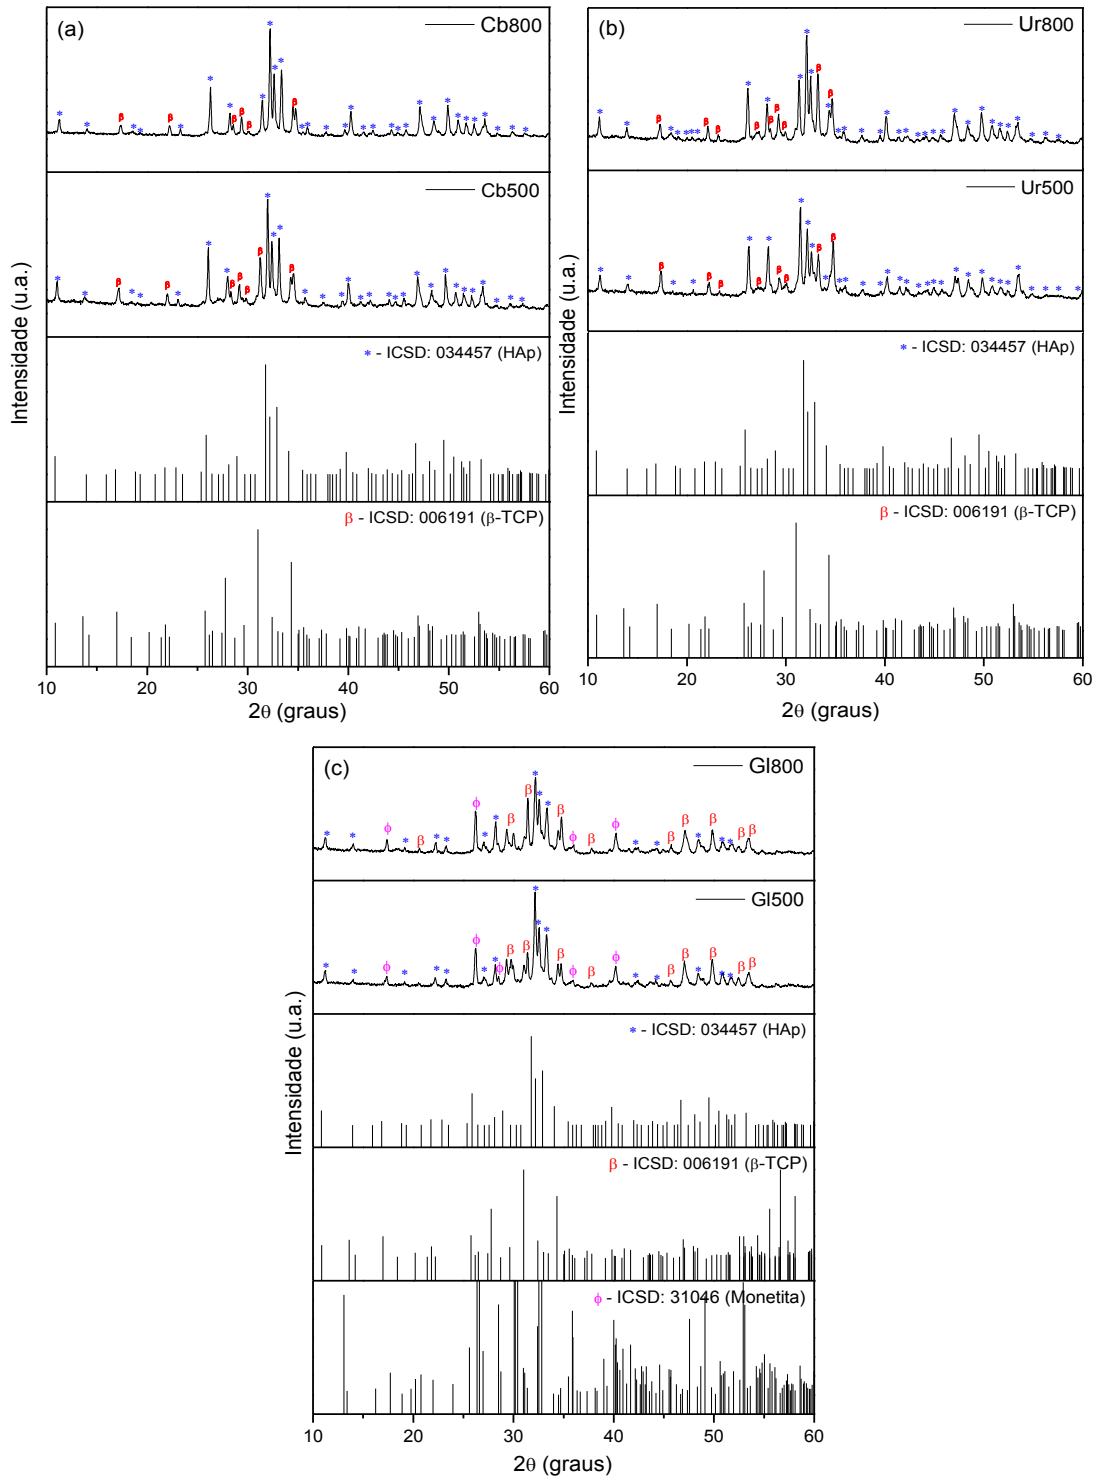 (a)
Cb800
Cb500
* - ICSD: 034457 (HAp)
β - ICSD: 006191 (β-TCP)
Intensidade (u.a.)
10 20 30 40 50 60
2θ (graus)
(b)
Ur800
Ur500
* - ICSD: 034457 (HAp)
β - ICSD: 006191 (β-TCP)
Intensidade (u.a.)
10 20 30 40 50 60
2θ (graus)
(c)
Gl800
Gl500
* - ICSD: 034457 (HAp)
β - ICSD: 006191 (β-TCP)
ϕ - ICSD: 31046 (Monetita)
Intensidade (u.a.)
10 20 30 40 50 60
2θ (graus)